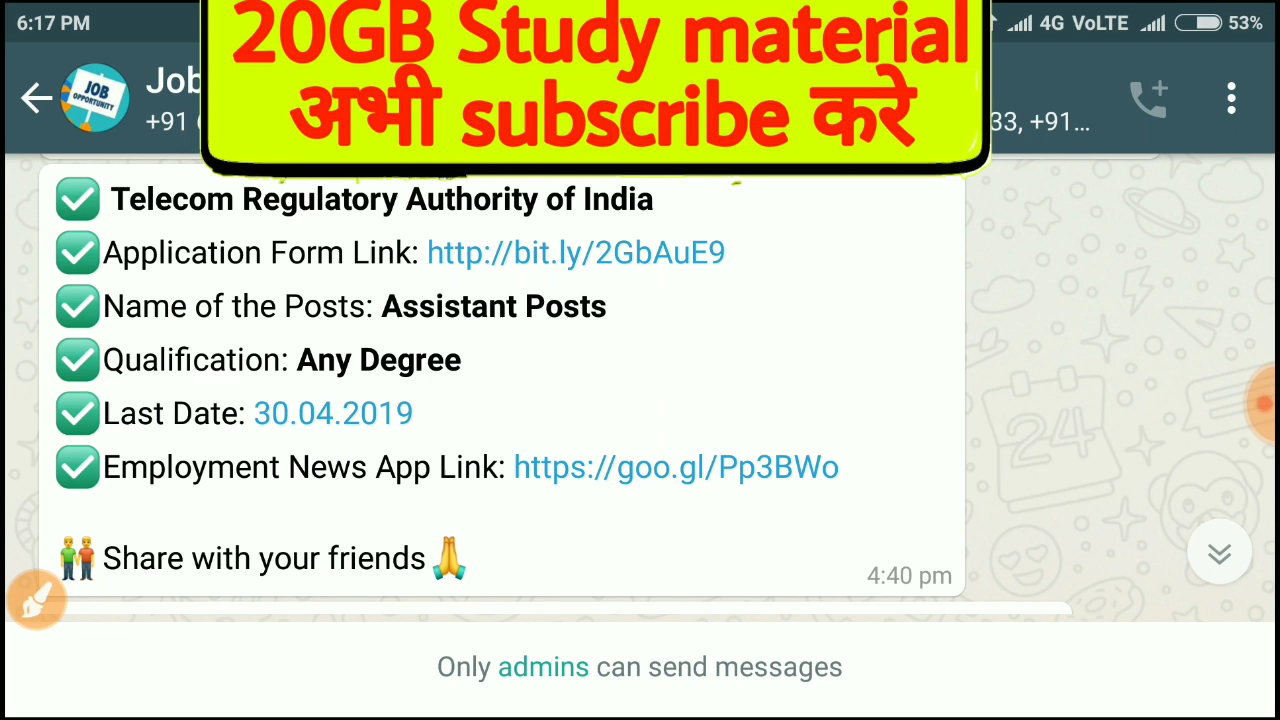 6:17 PM
4G VoLTE 53%
20GB Study material
अभी subscribe करे
JOB
OPPORTUNITY
Job
+91
33, +91...
Telecom Regulatory Authority of India
Application Form Link: http://bit.ly/2GbAuE9
Name of the Posts: Assistant Posts
Qualification: Any Degree
Last Date: 30.04.2019
Employment News App Link: https://goo.gl/Pp3BWo
Share with your friends
4:40 pm
24
Only admins can send messages